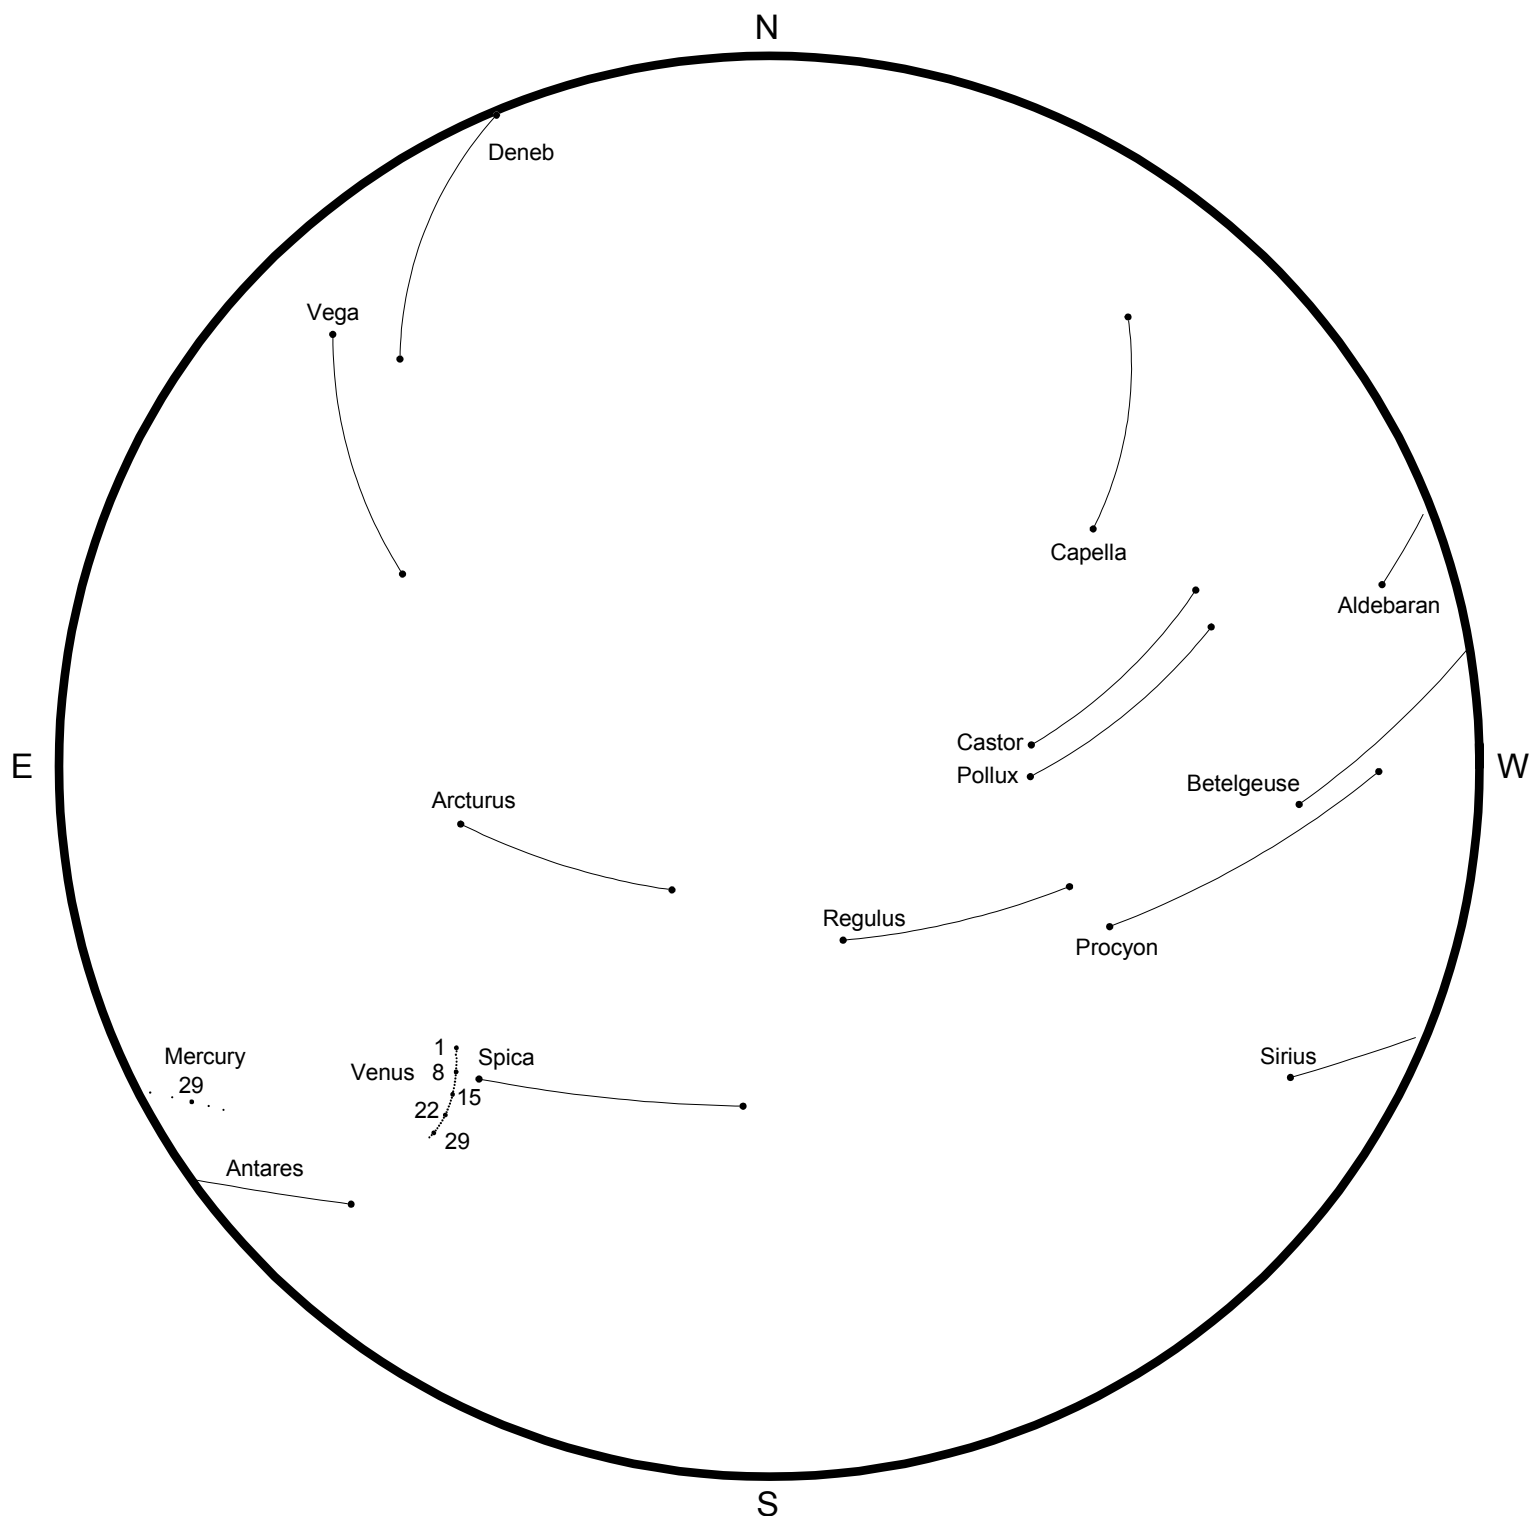 N
Deneb
Vega
Capella
Aldebaran
Castor
E
Pollux
W
Betelgeuse
Arcturus
Regulus
Procyon
1
Mercury
Spica
Sirius
Venus
8
29
15
22
29
Antares
S